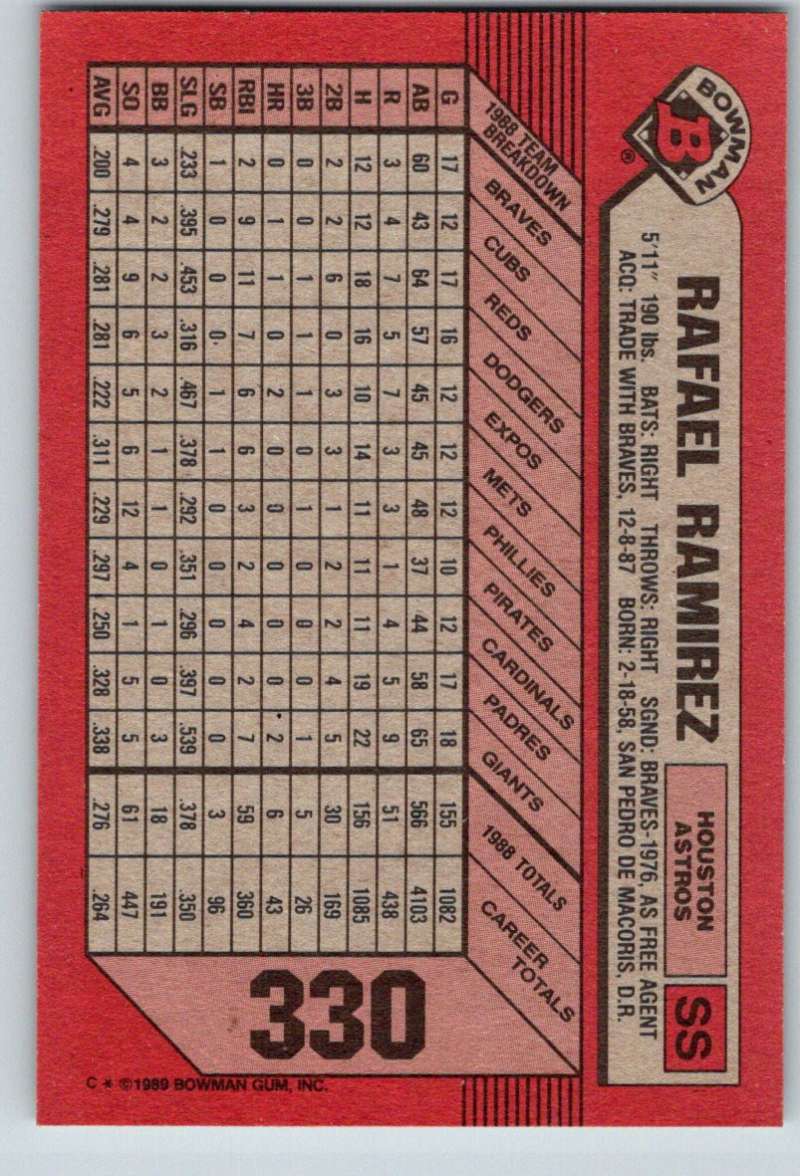 BOWMAN
B
®
RAFAEL RAMIREZ
HOUSTON
ASTROS
SS
5'11" 190 lbs. BATS: RIGHT THROWS: RIGHT SGND: BRAVES-1976, AS FREE AGENT
ACQ: TRADE WITH BRAVES, 12-8-87 BORN: 2-18-58, SAN PEDRO DE MACORIS, D.R.
1988 TEAM
BREAKDOWN
BRAVES CUBS REDS DODGERS EXPOS METS PHILLIES PIRATES CARDINALS PADRES GIANTS 1988 TOTALS CAREER TOTALS
G 17 12 17 16 12 12 12 10 12 17 18 155 1082
AB 60 43 64 57 45 45 48 37 44 58 65 566 4103
R 3 4 7 5 7 3 3 1 4 5 9 51 438
H 12 12 18 16 10 14 11 11 11 19 22 156 1085
2B 2 2 6 0 3 3 1 2 2 4 5 30 169
3B 0 0 1 1 1 0 1 0 0 0 1 5 26
HR 0 1 1 0 2 0 0 0 0 0 2 6 43
RBI 2 9 11 7 6 6 3 2 4 2 7 59 360
SB 1 0 0 0 1 1 0 0 0 0 0 3 96
SLG .233 .395 .453 .316 .467 .378 .292 .351 .296 .397 .539 .378 .350
BB 3 2 2 3 2 1 1 0 0 0 3 18 191
SO 4 4 9 6 5 6 12 4 1 5 5 61 447
AVG .200 .279 .281 .281 .222 .311 .229 .297 .250 .328 .338 .276 .264
330
C * ©1989 BOWMAN GUM, INC.